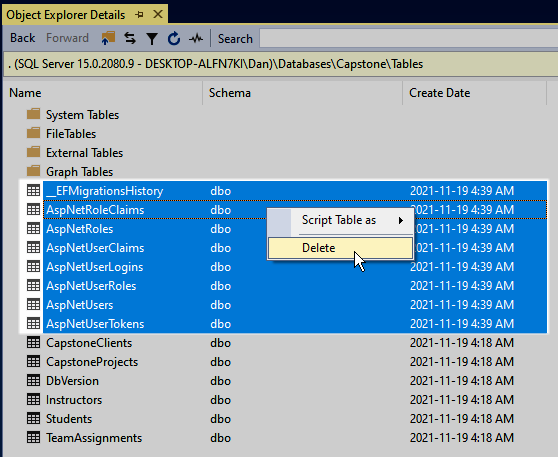 Object Explorer Details
Back Forward Search
. (SQL Server 15.0.2080.9 - DESKTOP-ALFN7KI\Dan)\Databases\Capstone\Tables
Name Schema Create Date
System Tables
FileTables
External Tables
Graph Tables
__EFMigrationsHistory dbo 2021-11-19 4:39 AM
AspNetRoleClaims dbo 2021-11-19 4:39 AM
Script Table as
AspNetRoles dbo 4:39 AM
AspNetUserClaims dbo 4:39 AM
Delete
AspNetUserLogins dbo 2021-11-19 4:39 AM
AspNetUserRoles dbo 2021-11-19 4:39 AM
AspNetUsers dbo 2021-11-19 4:39 AM
AspNetUserTokens dbo 2021-11-19 4:39 AM
CapstoneClients dbo 2021-11-19 4:18 AM
CapstoneProjects dbo 2021-11-19 4:18 AM
DbVersion dbo 2021-11-19 4:18 AM
Instructors dbo 2021-11-19 4:18 AM
Students dbo 2021-11-19 4:18 AM
TeamAssignments dbo 2021-11-19 4:18 AM